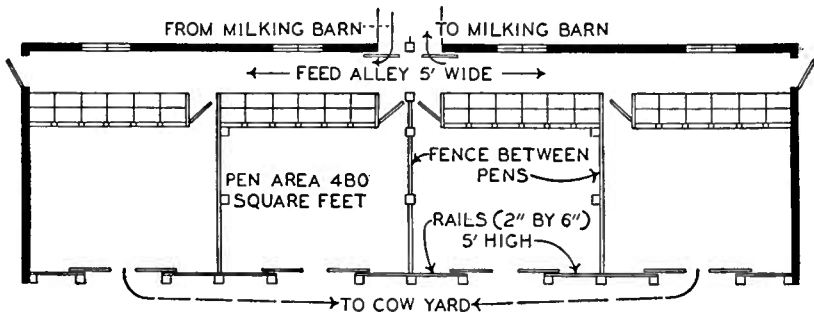 FROM MILKING BARN
TO MILKING BARN
FEED ALLEY 5' WIDE
PEN AREA 480
SQUARE FEET
FENCE BETWEEN
PENS
RAILS (2" BY 6")
5' HIGH
TO COW YARD